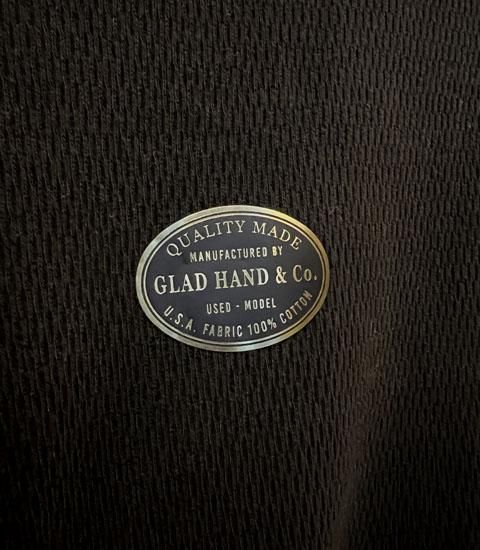 QUALITY MADE
MANUFACTURED BY
GLAD HAND & Co.
USED - MODEL
U.S.A. FABRIC 100% COTTON